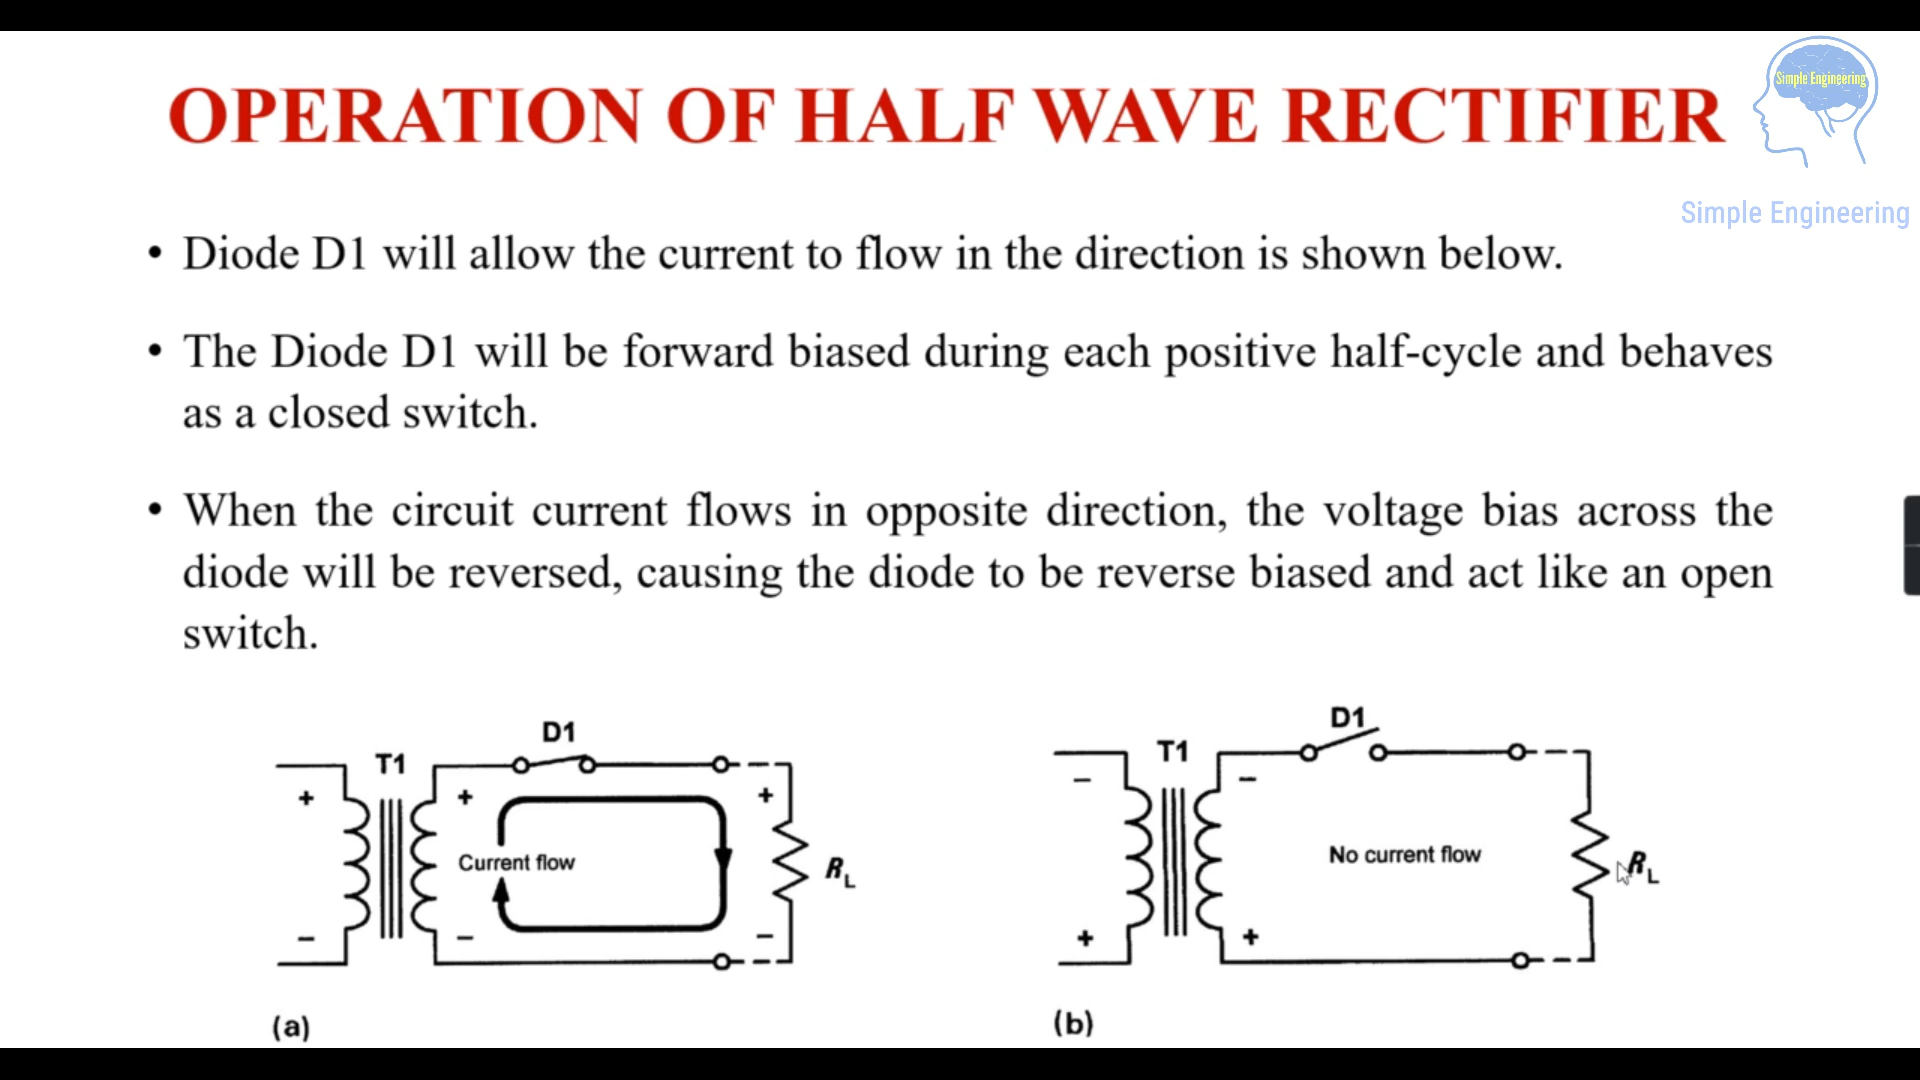 Simple Engineering
OPERATION OF HALF WAVE RECTIFIER
Simple Engineering
• Diode D1 will allow the current to flow in the direction is shown below.
• The Diode D1 will be forward biased during each positive half-cycle and behaves
as a closed switch.
• When the circuit current flows in opposite direction, the voltage bias across the
diode will be reversed, causing the diode to be reverse biased and act like an open
switch.
D1
T1
+ + +
Current flow
RL
− − −
(a)
D1
T1
− −
No current flow
RL
+ +
(b)